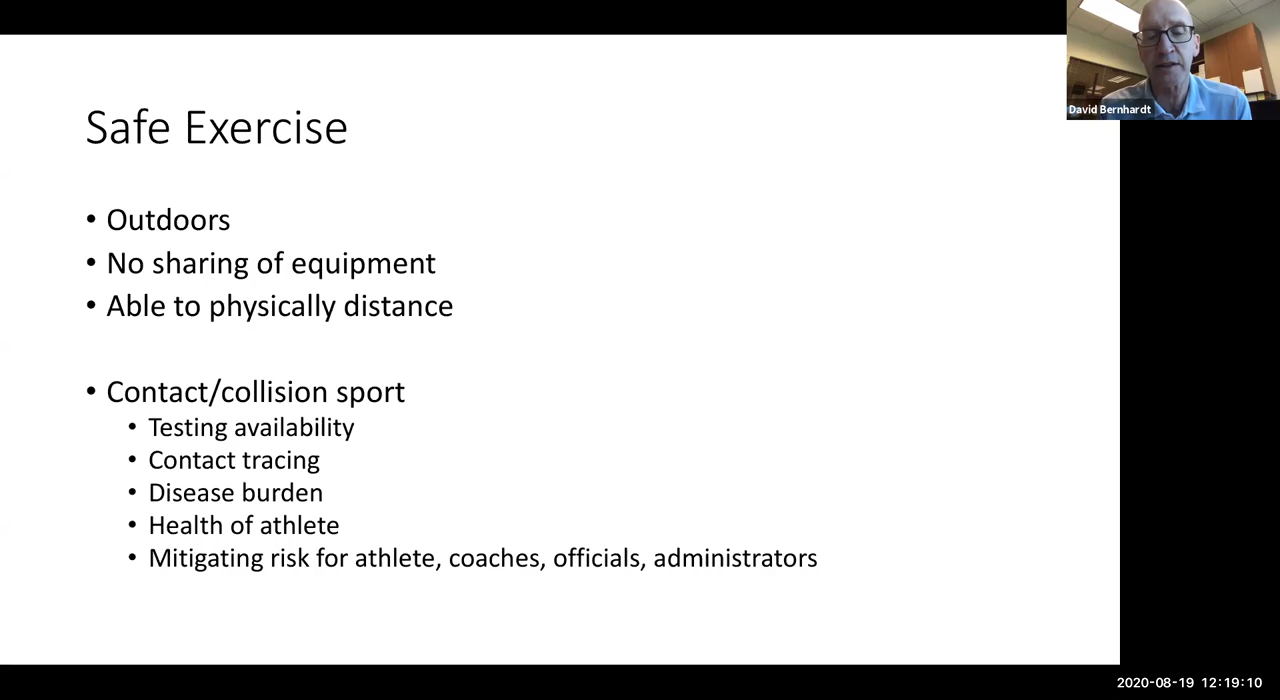 Safe Exercise
• Outdoors
• No sharing of equipment
• Able to physically distance
• Contact/collision sport
• Testing availability
• Contact tracing
• Disease burden
• Health of athlete
• Mitigating risk for athlete, coaches, officials, administrators
David Bernhardt
2020-08-19 12:19:10